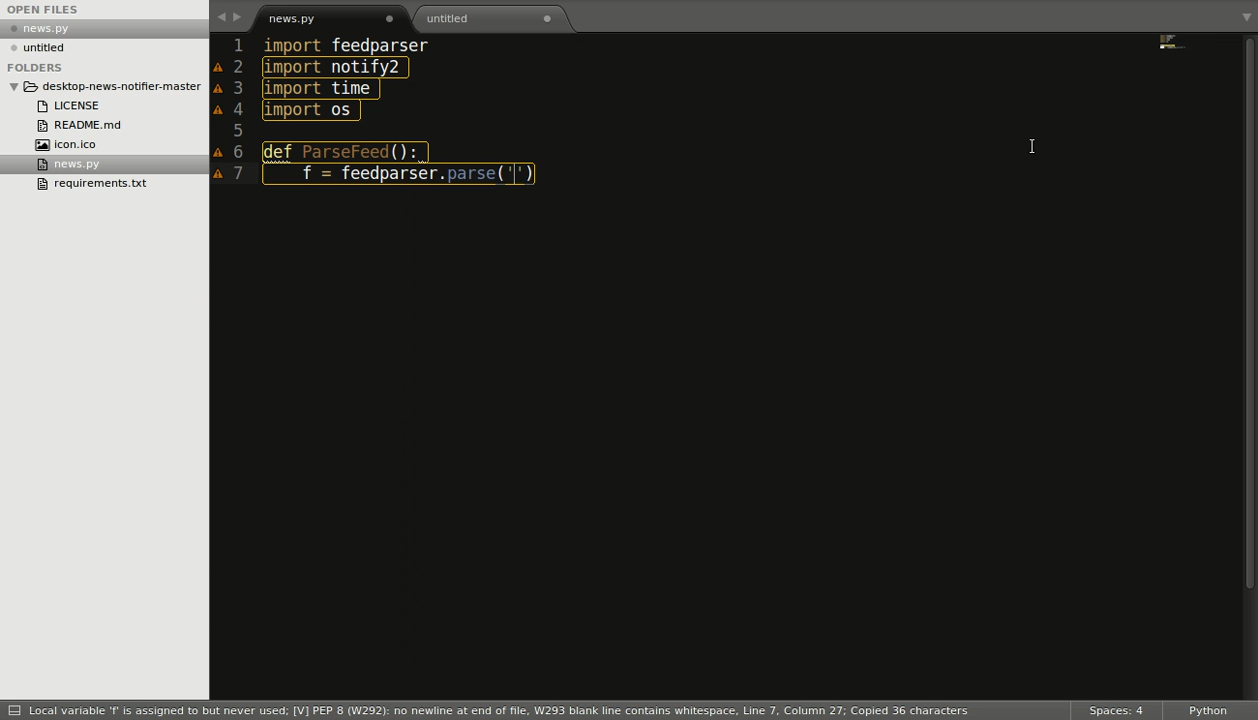 OPEN FILES
news.py
untitled
FOLDERS
desktop-news-notifier-master
LICENSE
README.md
icon.ico
news.py
requirements.txt
news.py
untitled
1 import feedparser
2 import notify2
3 import time
4 import os
5
6 def ParseFeed():
7     f = feedparser.parse('')
Local variable 'f' is assigned to but never used; [V] PEP 8 (W292): no newline at end of file, W293 blank line contains whitespace, Line 7, Column 27; Copied 36 characters
Spaces: 4
Python